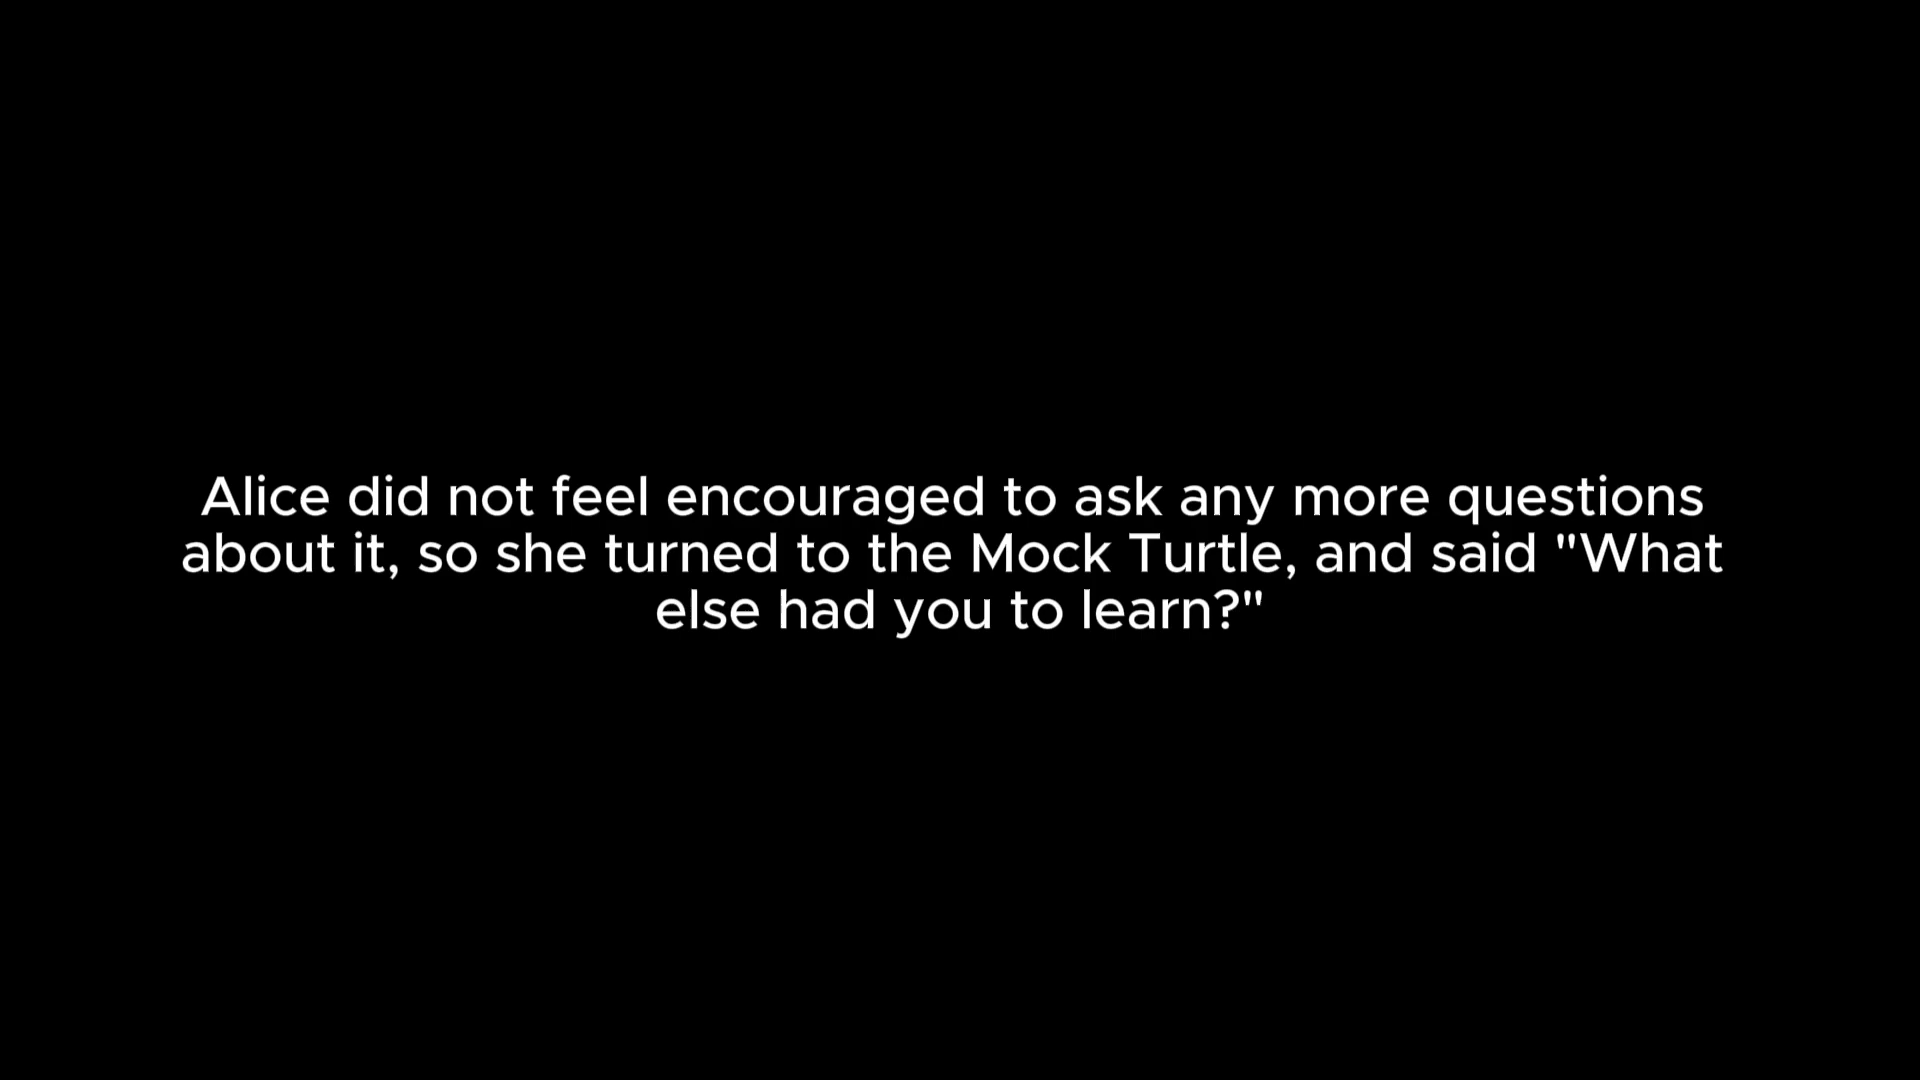 Alice did not feel encouraged to ask any more questions
about it, so she turned to the Mock Turtle, and said "What
else had you to learn?"